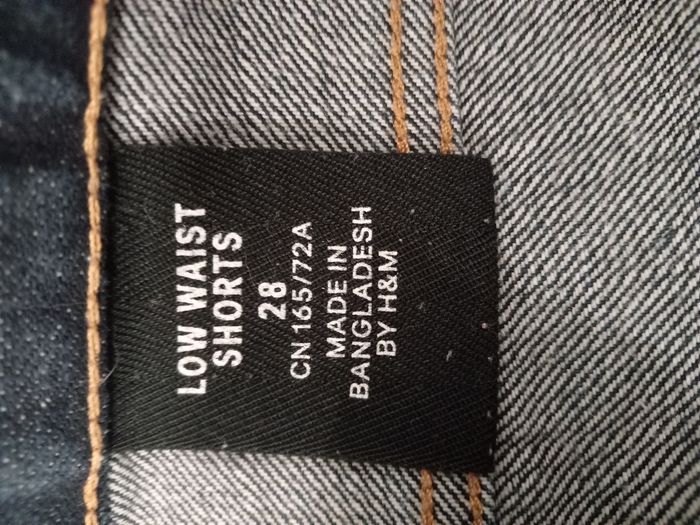 LOW WAIST
SHORTS
28
CN 165/72A
MADE IN
BANGLADESH
BY H&M